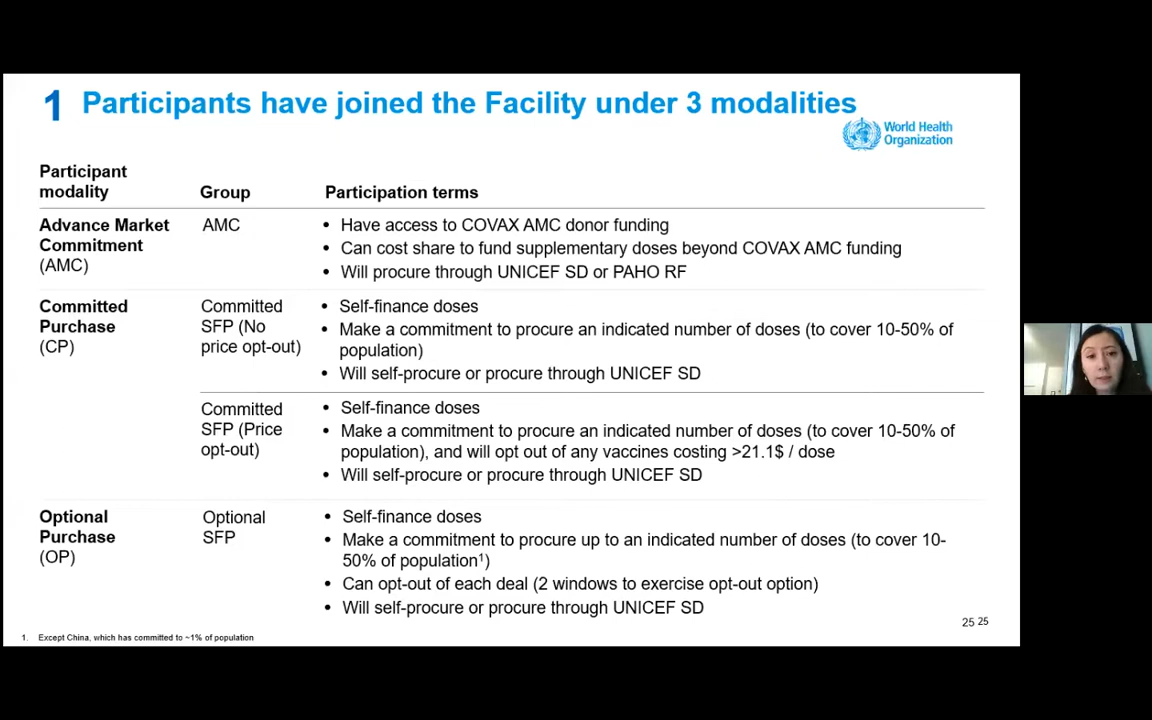 1 Participants have joined the Facility under 3 modalities
World Health
Organization
Participant
modality
Group
Participation terms
Advance Market
Commitment
(AMC)
AMC
• Have access to COVAX AMC donor funding
• Can cost share to fund supplementary doses beyond COVAX AMC funding
• Will procure through UNICEF SD or PAHO RF
Committed
Purchase
(CP)
Committed
SFP (No
price opt-out)
• Self-finance doses
• Make a commitment to procure an indicated number of doses (to cover 10-50% of
population)
• Will self-procure or procure through UNICEF SD
Committed
SFP (Price
opt-out)
• Self-finance doses
• Make a commitment to procure an indicated number of doses (to cover 10-50% of
population), and will opt out of any vaccines costing >21.1$ / dose
• Will self-procure or procure through UNICEF SD
Optional
Purchase
(OP)
Optional
SFP
• Self-finance doses
• Make a commitment to procure up to an indicated number of doses (to cover 10-
50% of population¹)
• Can opt-out of each deal (2 windows to exercise opt-out option)
• Will self-procure or procure through UNICEF SD
25 25
1. Except China, which has committed to ~1% of population